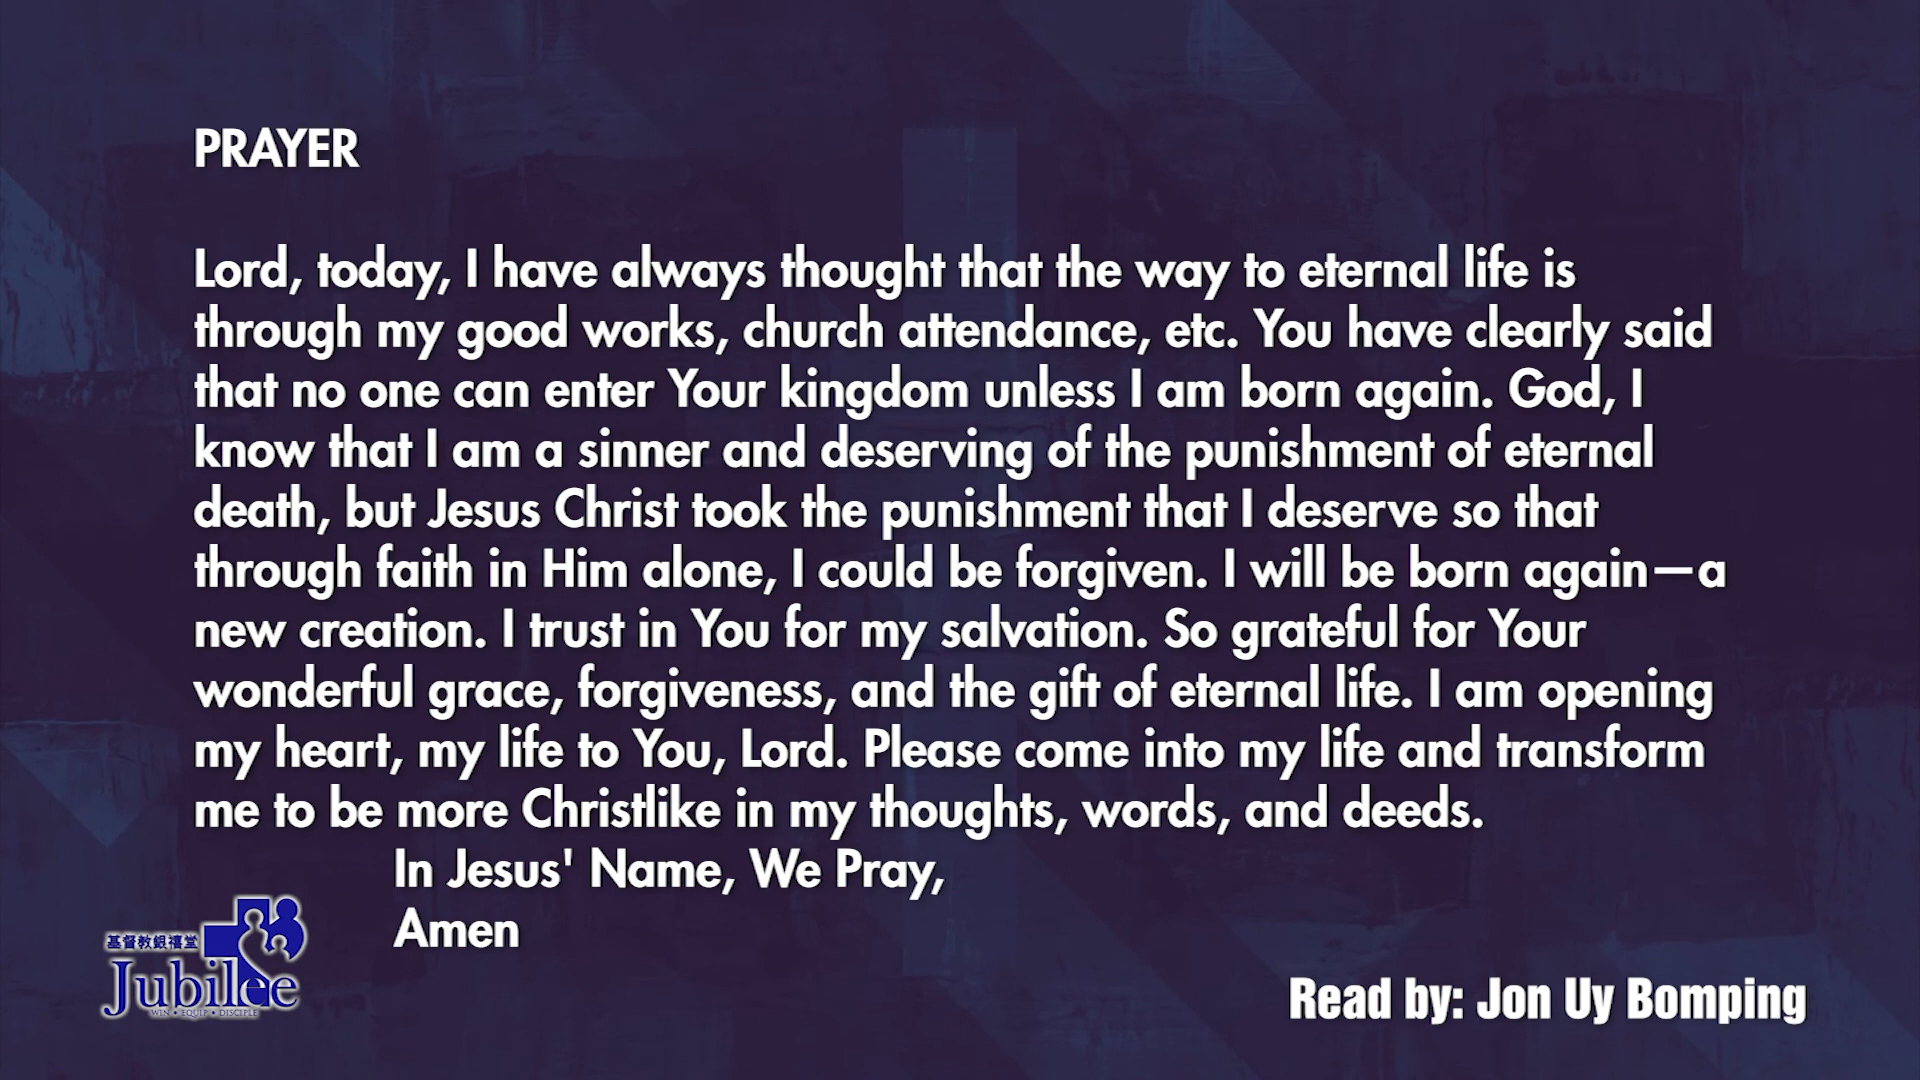 PRAYER
Lord, today, I have always thought that the way to eternal life is
through my good works, church attendance, etc. You have clearly said
that no one can enter Your kingdom unless I am born again. God, I
know that I am a sinner and deserving of the punishment of eternal
death, but Jesus Christ took the punishment that I deserve so that
through faith in Him alone, I could be forgiven. I will be born again—a
new creation. I trust in You for my salvation. So grateful for Your
wonderful grace, forgiveness, and the gift of eternal life. I am opening
my heart, my life to You, Lord. Please come into my life and transform
me to be more Christlike in my thoughts, words, and deeds.
In Jesus' Name, We Pray,
Amen
基督教銀禧堂
Jubilee
WIN • EQUIP • DISCIPLE
Read by: Jon Uy Bomping